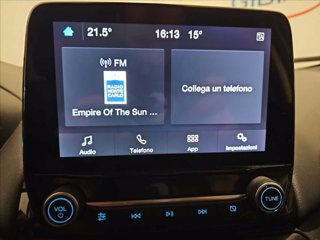 21.5°
16:13
15°
FM
RADIO
MONTE
CARLO
Empire Of The Sun ...
Collega un telefono
Audio
Telefono
App
Impostazioni
VOL
TUNE